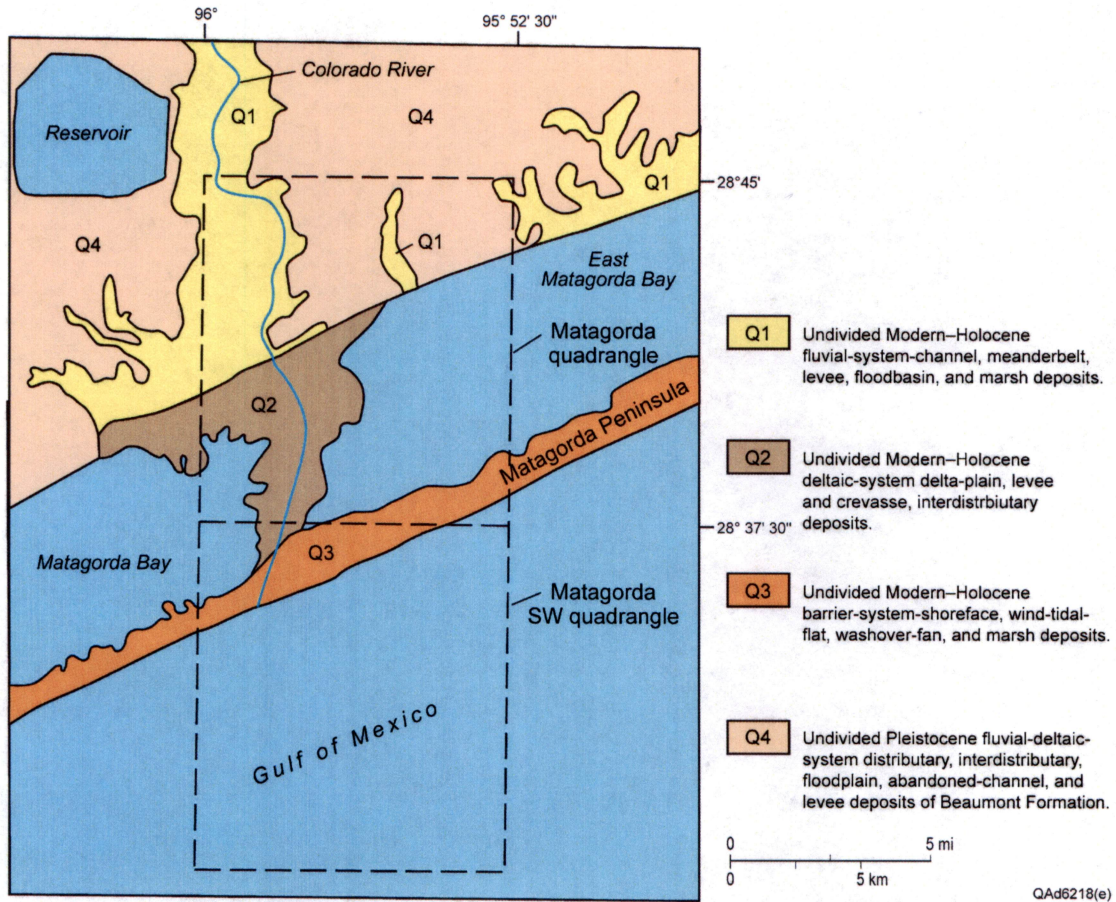 96°
95° 52' 30"
Colorado River
Reservoir
Q1
Q4
Q1
28°45'
Q4
Q1
East
Matagorda Bay
Matagorda
quadrangle
Q2
Matagorda Peninsula
28° 37' 30"
Matagorda Bay
Q3
Matagorda
SW quadrangle
Gulf of Mexico
Q1
Undivided Modern–Holocene
fluvial-system-channel, meanderbelt,
levee, floodbasin, and marsh deposits.
Q2
Undivided Modern–Holocene
deltaic-system delta-plain, levee
and crevasse, interdistrbiutary
deposits.
Q3
Undivided Modern–Holocene
barrier-system-shoreface, wind-tidal-
flat, washover-fan, and marsh deposits.
Q4
Undivided Pleistocene fluvial-deltaic-
system distributary, interdistributary,
floodplain, abandoned-channel, and
levee deposits of Beaumont Formation.
0 5 mi
0 5 km
QAd6218(e)